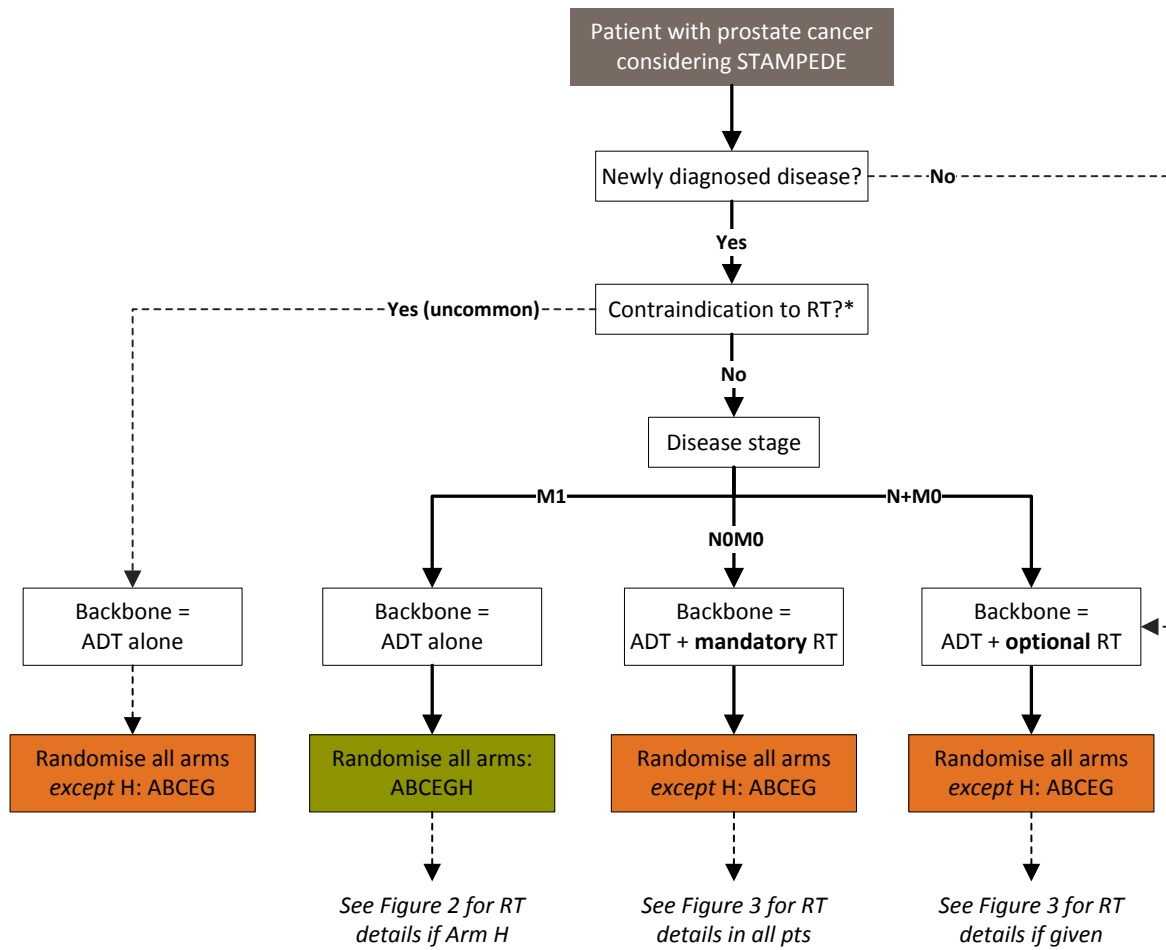 Patient with prostate cancer
considering STAMPEDE
Newly diagnosed disease?
No
Yes
Yes (uncommon)
Contraindication to RT?*
No
Disease stage
M1
N+M0
N0M0
Backbone =
ADT alone
Backbone =
ADT alone
Backbone =
ADT + mandatory RT
Backbone =
ADT + optional RT
Randomise all arms
except H: ABCEG
Randomise all arms:
ABCEGH
Randomise all arms
except H: ABCEG
Randomise all arms
except H: ABCEG
See Figure 2 for RT
details if Arm H
See Figure 3 for RT
details in all pts
See Figure 3 for RT
details if given